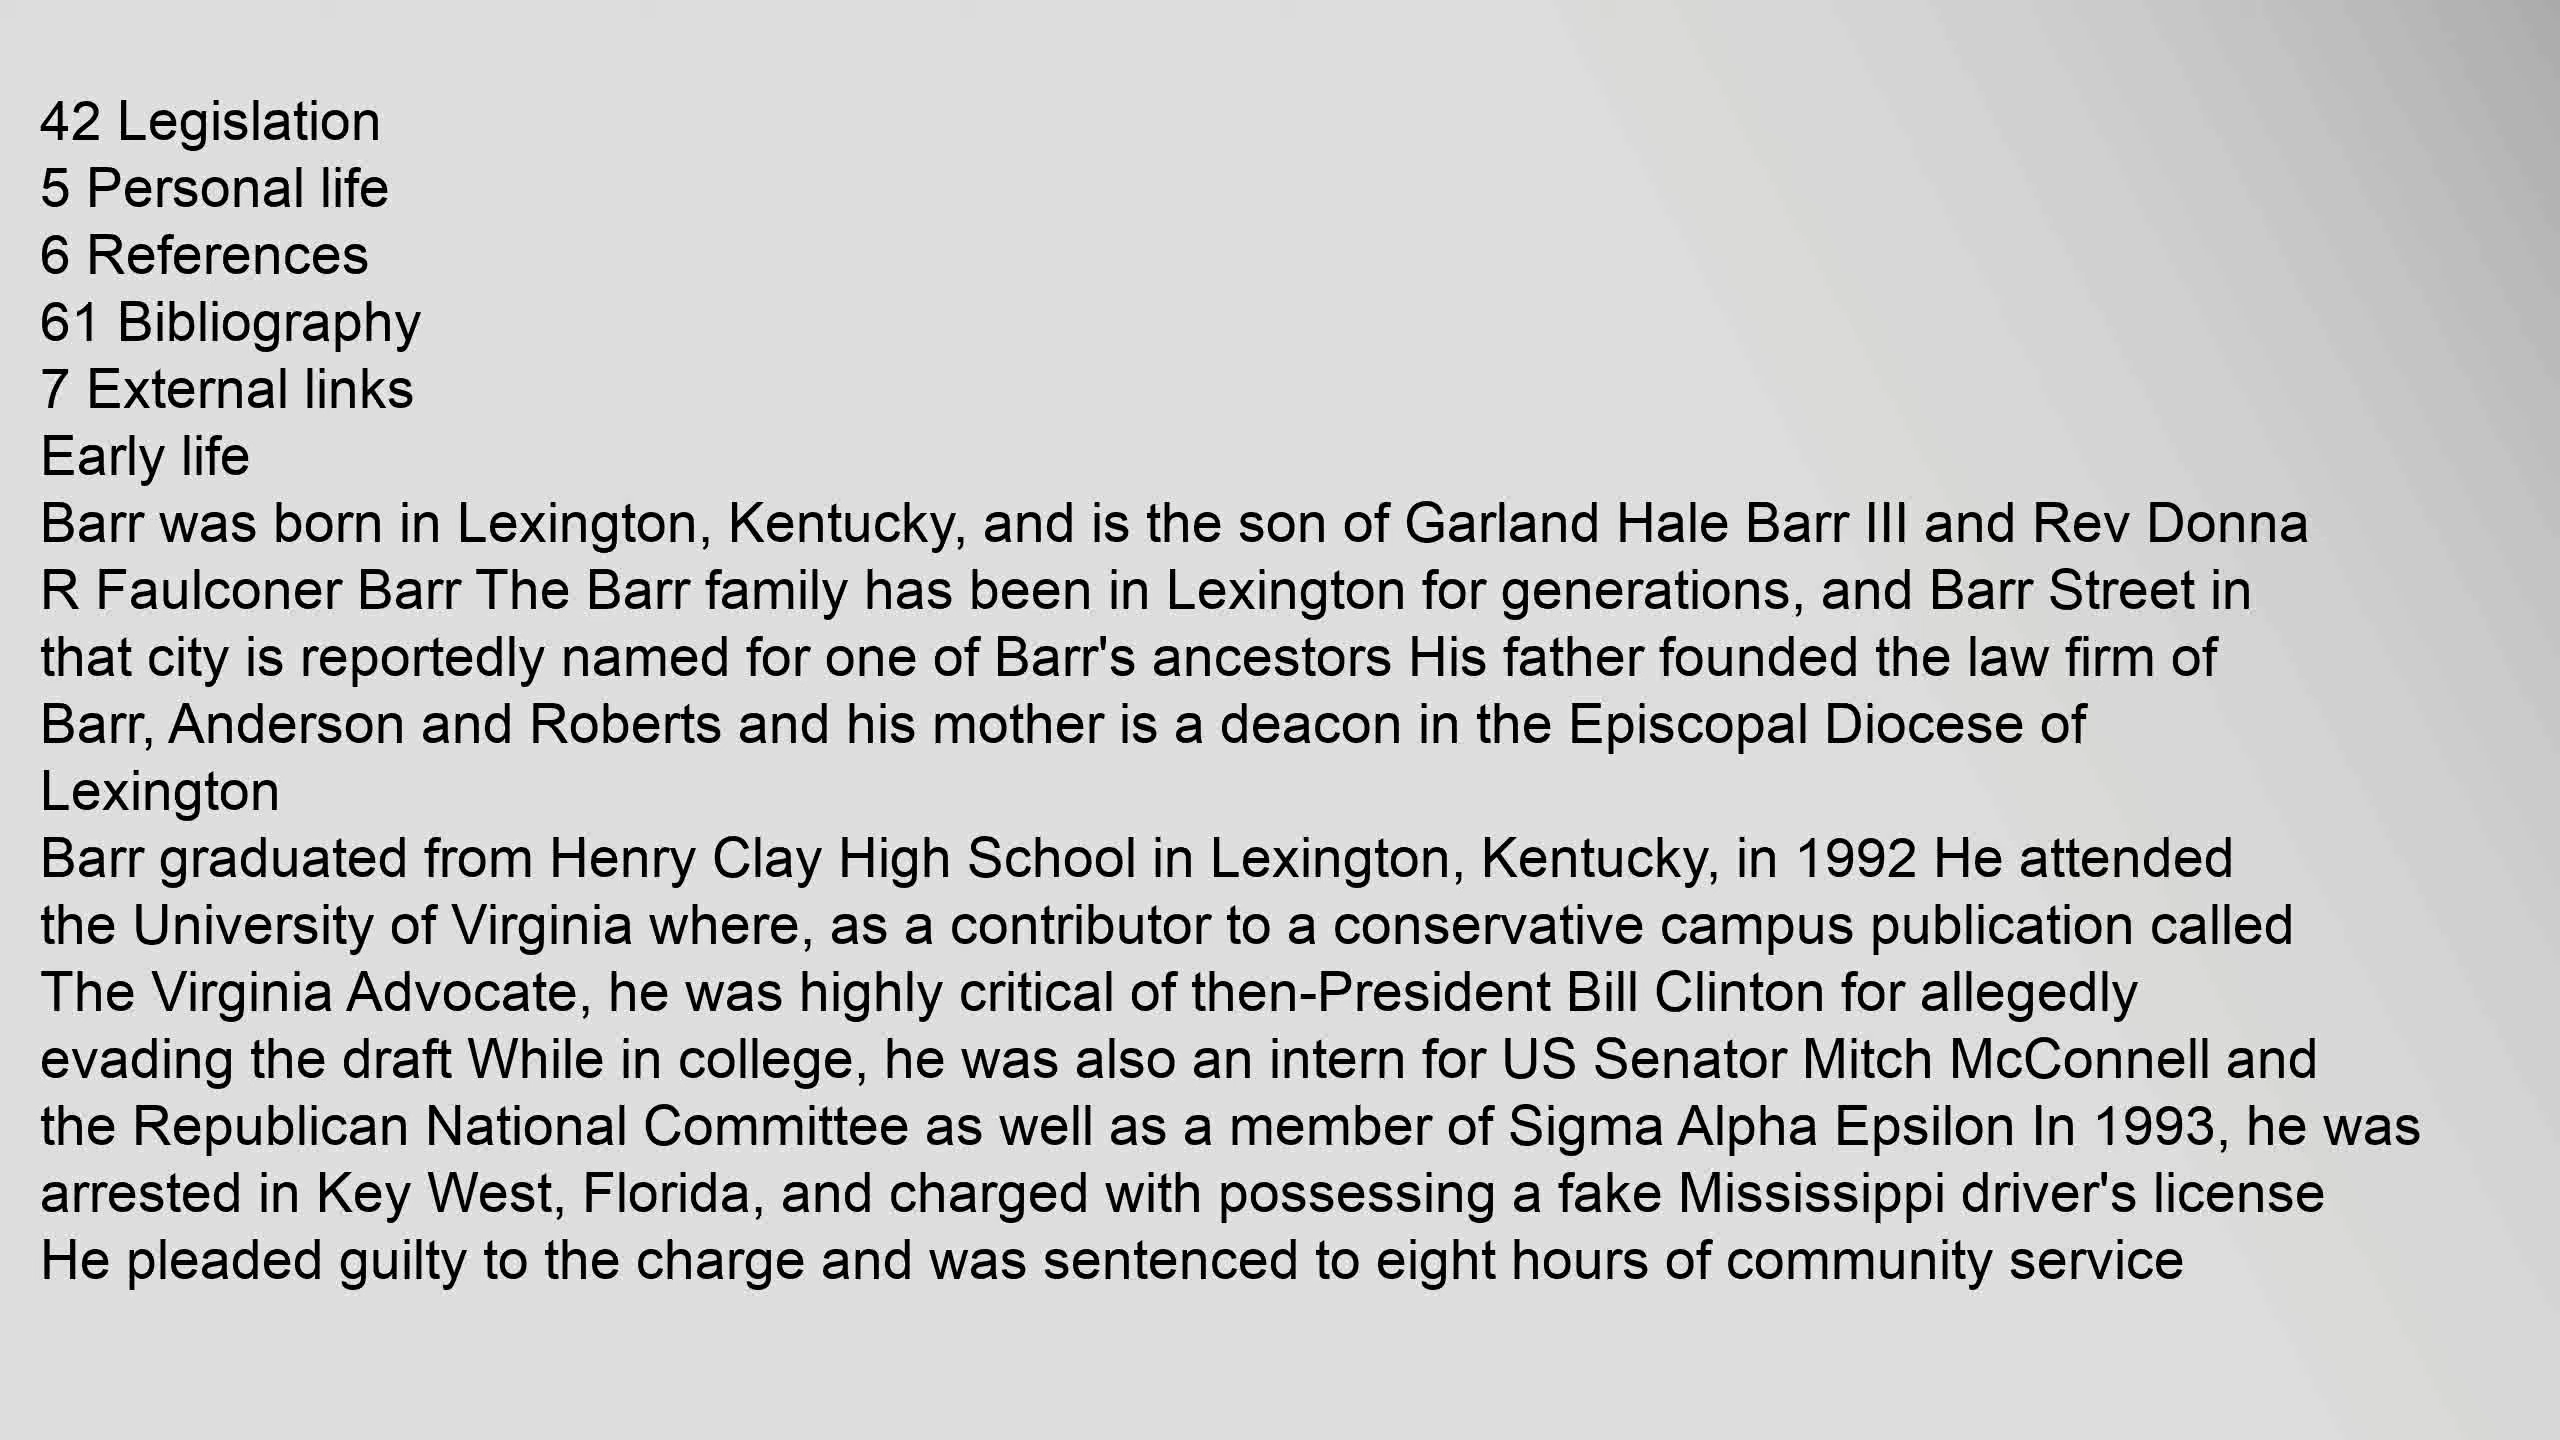 42 Legislation
5 Personal life
6 References
61 Bibliography
7 External links
Early life
Barr was born in Lexington, Kentucky, and is the son of Garland Hale Barr III and Rev Donna
R Faulconer Barr The Barr family has been in Lexington for generations, and Barr Street in
that city is reportedly named for one of Barr's ancestors His father founded the law firm of
Barr, Anderson and Roberts and his mother is a deacon in the Episcopal Diocese of
Lexington
Barr graduated from Henry Clay High School in Lexington, Kentucky, in 1992 He attended
the University of Virginia where, as a contributor to a conservative campus publication called
The Virginia Advocate, he was highly critical of then-President Bill Clinton for allegedly
evading the draft While in college, he was also an intern for US Senator Mitch McConnell and
the Republican National Committee as well as a member of Sigma Alpha Epsilon In 1993, he was
arrested in Key West, Florida, and charged with possessing a fake Mississippi driver's license
He pleaded guilty to the charge and was sentenced to eight hours of community service